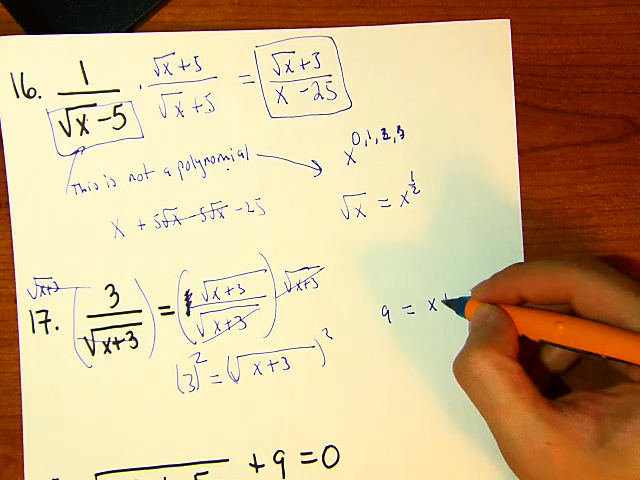 16. 1/(√x - 5) · (√x + 5)/(√x + 5) = (√x + 5)/(x - 25)
This is not a polynomial
x^0,1,2,3
x + 5√x - 5√x - 25
√x = x^1/2
√(x+3)
17. (3/√(x+3)) = (√(x+3)/√(x+3)) √(x+3)
9 = x +
(3)² = (√(x+3))²
+ 9 = 0